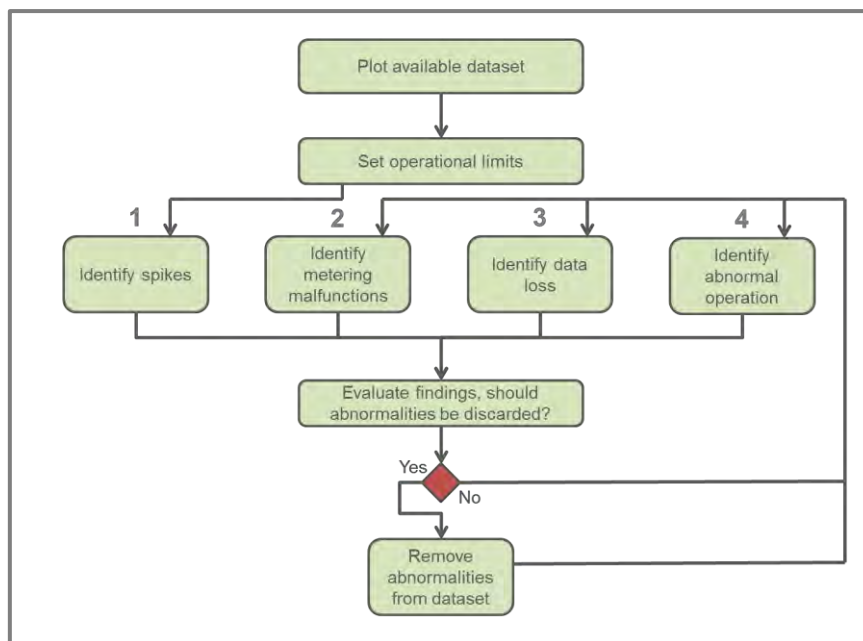 Plot available dataset
Set operational limits
1
2
3
4
Identify spikes
Identify
metering
malfunctions
Identify data
loss
Identify
abnormal
operation
Evaluate findings, should
abnormalities be discarded?
Yes
No
Remove
abnormalities
from dataset